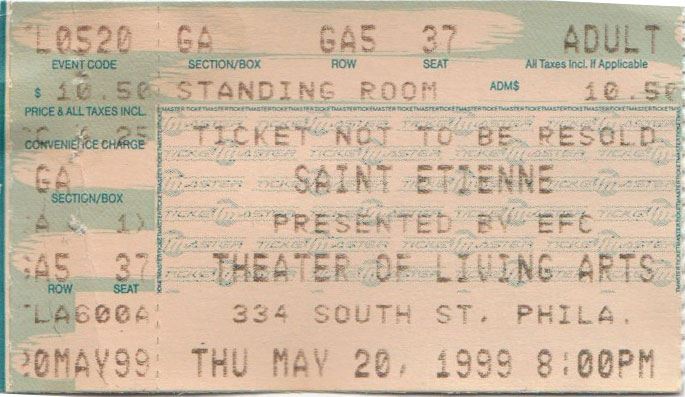 TL0520 GA GA5 37 ADULT
EVENT CODE SECTION/BOX ROW SEAT All Taxes Incl. If Applicable
$ 10.50 STANDING ROOM ADM$ 10.50
PRICE & ALL TAXES INCL.
TICKET NOT TO BE RESOLD
CONVENIENCE CHARGE
GA SAINT ETIENNE
SECTION/BOX
PRESENTED BY EFC
GA5 37 THEATER OF LIVING ARTS
ROW SEAT
TLA600A 334 SOUTH ST. PHILA.
20MAY99 THU MAY 20, 1999 8:00PM